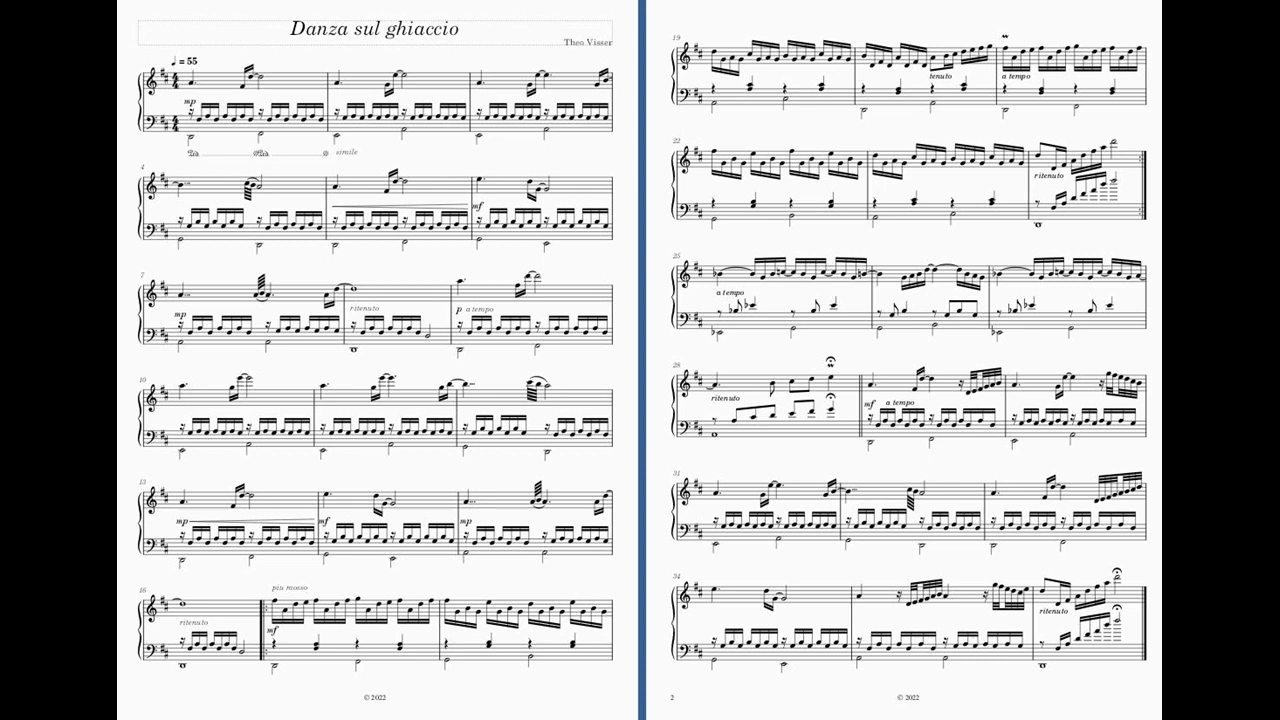 Danza sul ghiaccio
Theo Visser
♩ = 55
mp
simile
4
mf
7
mp
ritenuto
p a tempo
10
13
mp
mf
mp
16
ritenuto
piu mosso
mf
© 2022
19
tenuto
a tempo
22
ritenuto
25
a tempo
28
ritenuto
mf a tempo
31
34
ritenuto
2
© 2022